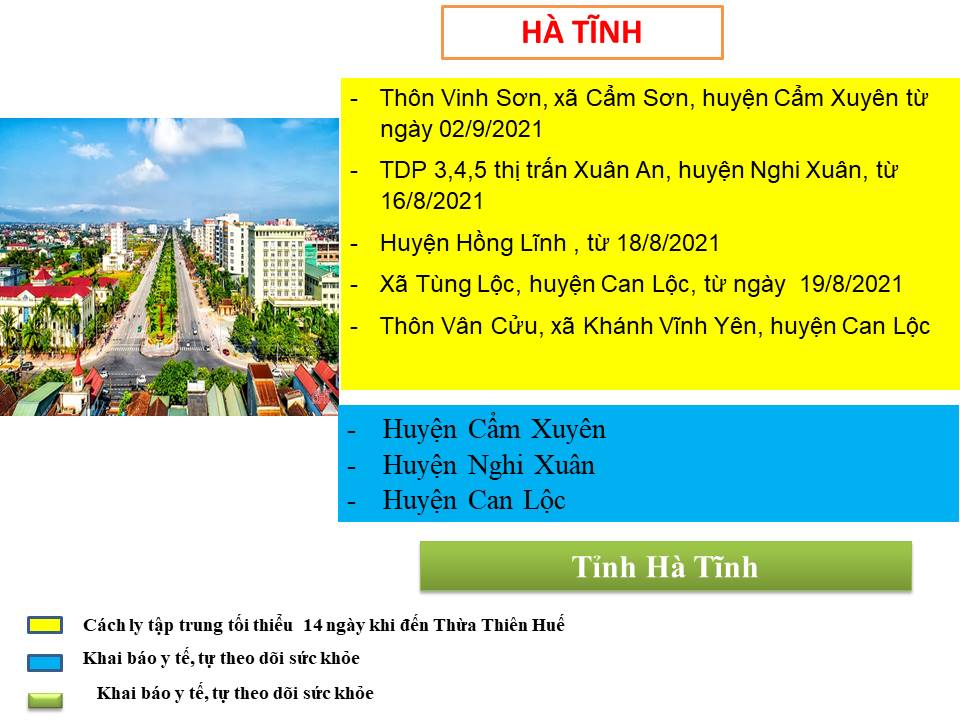 HÀ TĨNH
- Thôn Vinh Sơn, xã Cẩm Sơn, huyện Cẩm Xuyên từ
ngày 02/9/2021
- TDP 3,4,5 thị trấn Xuân An, huyện Nghi Xuân, từ
16/8/2021
- Huyện Hồng Lĩnh , từ 18/8/2021
- Xã Tùng Lộc, huyện Can Lộc, từ ngày 19/8/2021
- Thôn Vân Cửu, xã Khánh Vĩnh Yên, huyện Can Lộc
- Huyện Cẩm Xuyên
- Huyện Nghi Xuân
- Huyện Can Lộc
Tỉnh Hà Tĩnh
Cách ly tập trung tối thiểu 14 ngày khi đến Thừa Thiên Huế
Khai báo y tế, tự theo dõi sức khỏe
Khai báo y tế, tự theo dõi sức khỏe